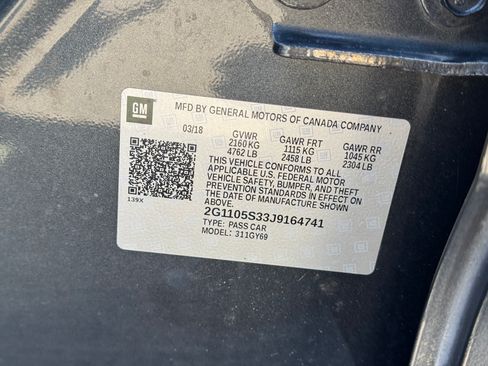 GM
MFD BY GENERAL MOTORS OF CANADA COMPANY
03/18 GVWR GAWR FRT GAWR RR
2160 KG 1115 KG 1045 KG
4762 LB 2458 LB 2304 LB
THIS VEHICLE CONFORMS TO ALL
APPLICABLE U.S. FEDERAL MOTOR
VEHICLE SAFETY, BUMPER, AND THEFT
PREVENTION STANDARDS IN EFFECT ON
THE DATE OF MANUFACTURE SHOWN
ABOVE.
139X
2G1105S33J9164741
TYPE: PASS CAR
MODEL: 311GY69